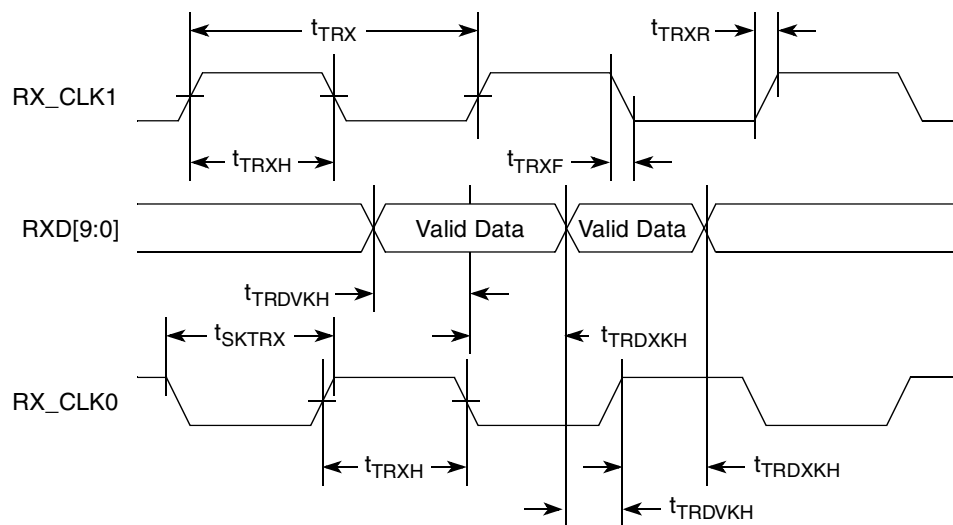 tTRX
tTRXR
RX_CLK1
tTRXH
tTRXF
RXD[9:0]
Valid Data
Valid Data
tTRDVKH
tSKTRX
tTRDXKH
RX_CLK0
tTRXH
tTRDXKH
tTRDVKH